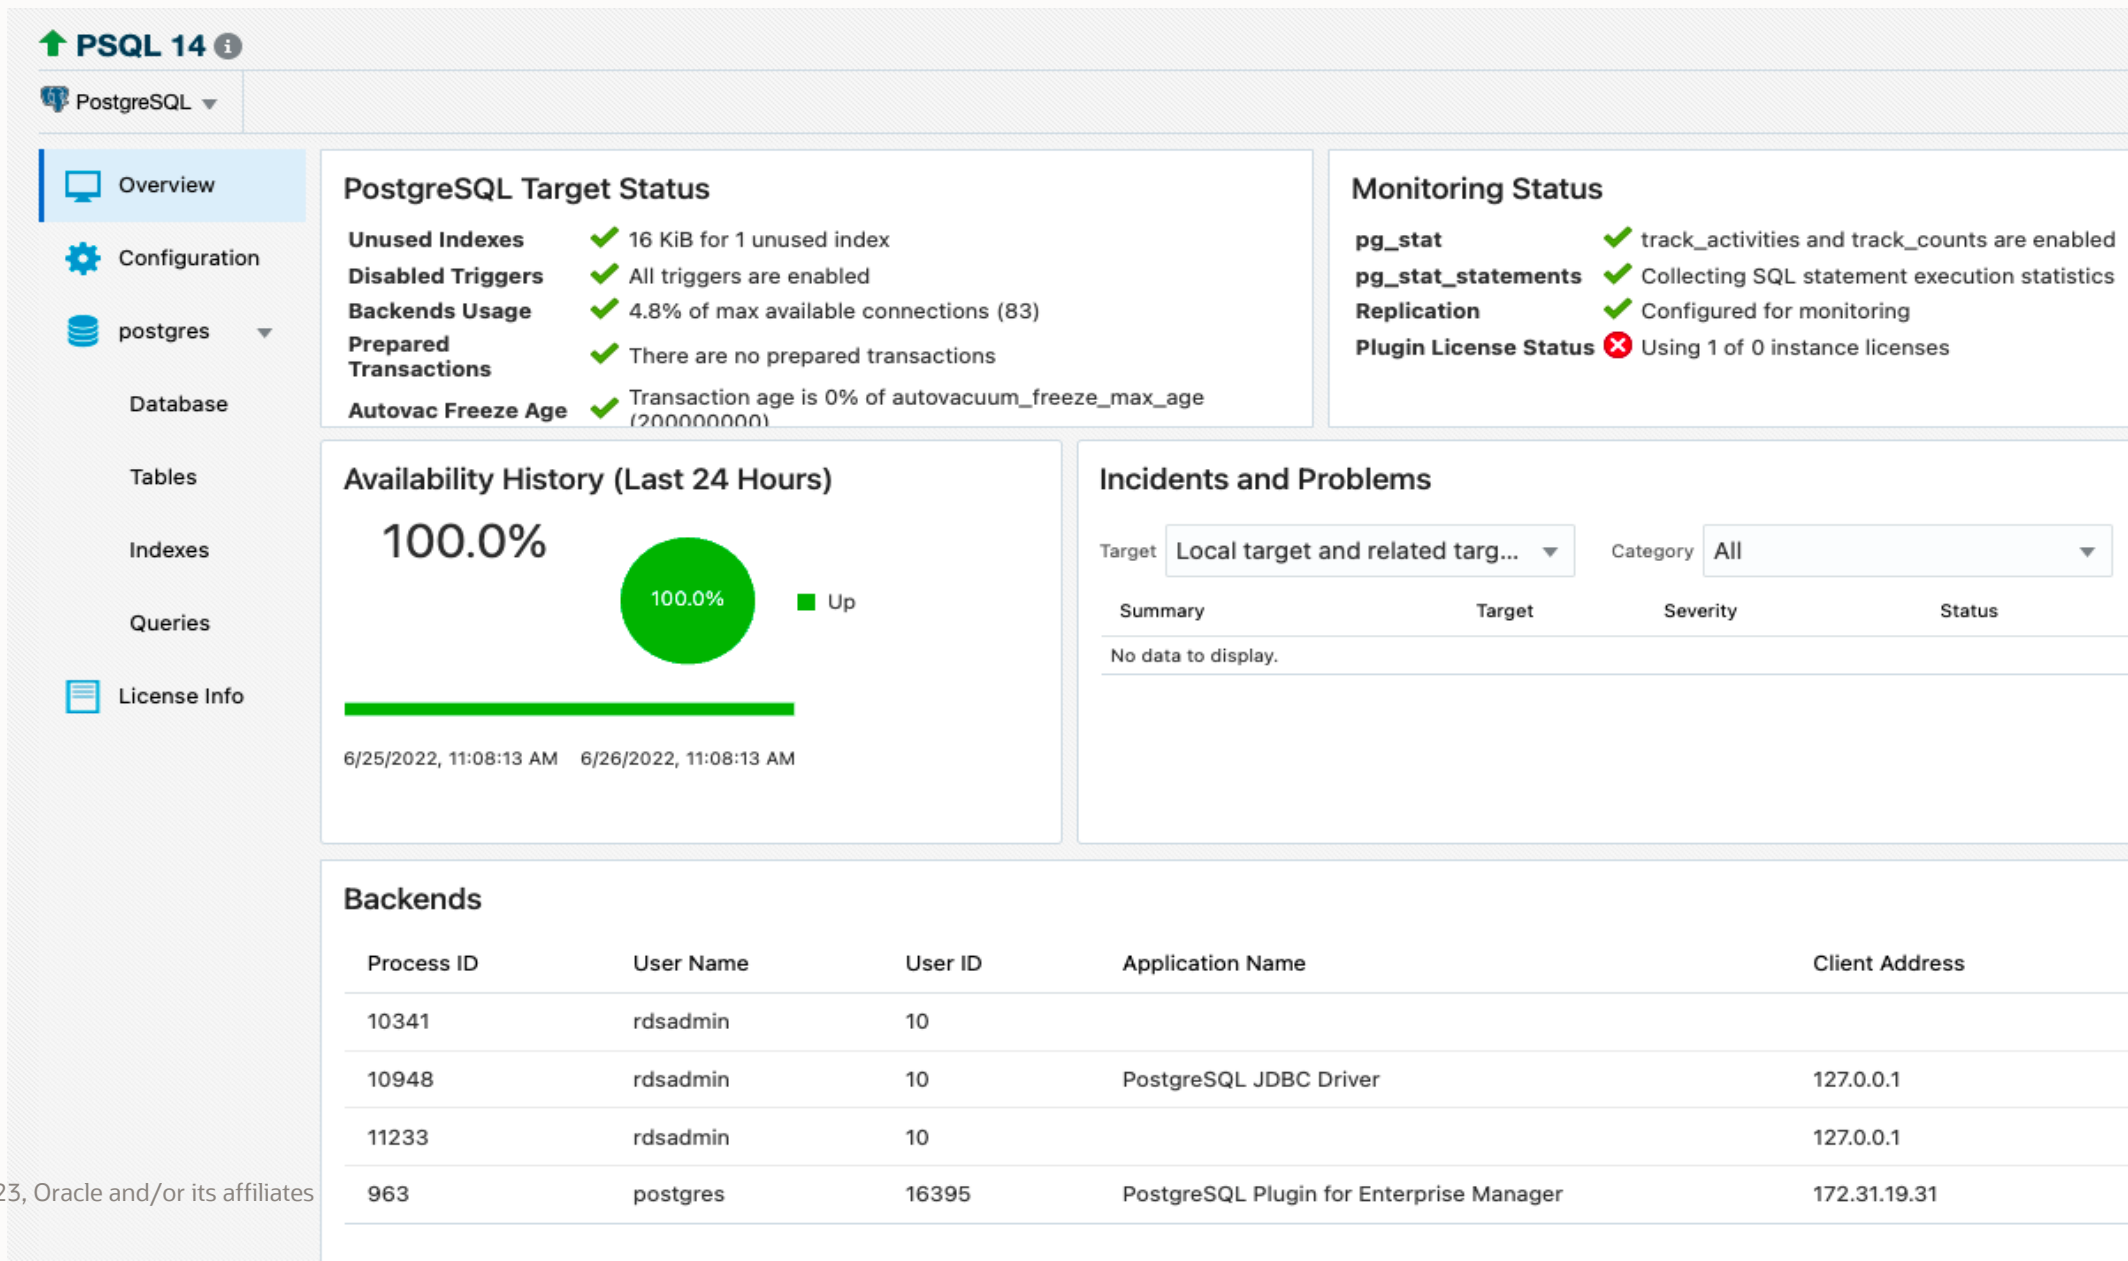 PSQL 14
PostgreSQL
Overview
Configuration
postgres
Database
Tables
Indexes
Queries
License Info
PostgreSQL Target Status
Unused Indexes 16 KiB for 1 unused index
Disabled Triggers All triggers are enabled
Backends Usage 4.8% of max available connections (83)
Prepared
Transactions There are no prepared transactions
Autovac Freeze Age Transaction age is 0% of autovacuum_freeze_max_age
(200000000)
Monitoring Status
pg_stat track_activities and track_counts are enabled
pg_stat_statements Collecting SQL statement execution statistics
Replication Configured for monitoring
Plugin License Status Using 1 of 0 instance licenses
Availability History (Last 24 Hours)
100.0%
100.0%
Up
6/25/2022, 11:08:13 AM 6/26/2022, 11:08:13 AM
Incidents and Problems
Target Local target and related targ... Category All
Summary Target Severity Status
No data to display.
Backends
Process ID User Name User ID Application Name Client Address
10341 rdsadmin 10
10948 rdsadmin 10 PostgreSQL JDBC Driver 127.0.0.1
11233 rdsadmin 10 127.0.0.1
963 postgres 16395 PostgreSQL Plugin for Enterprise Manager 172.31.19.31
23, Oracle and/or its affiliates